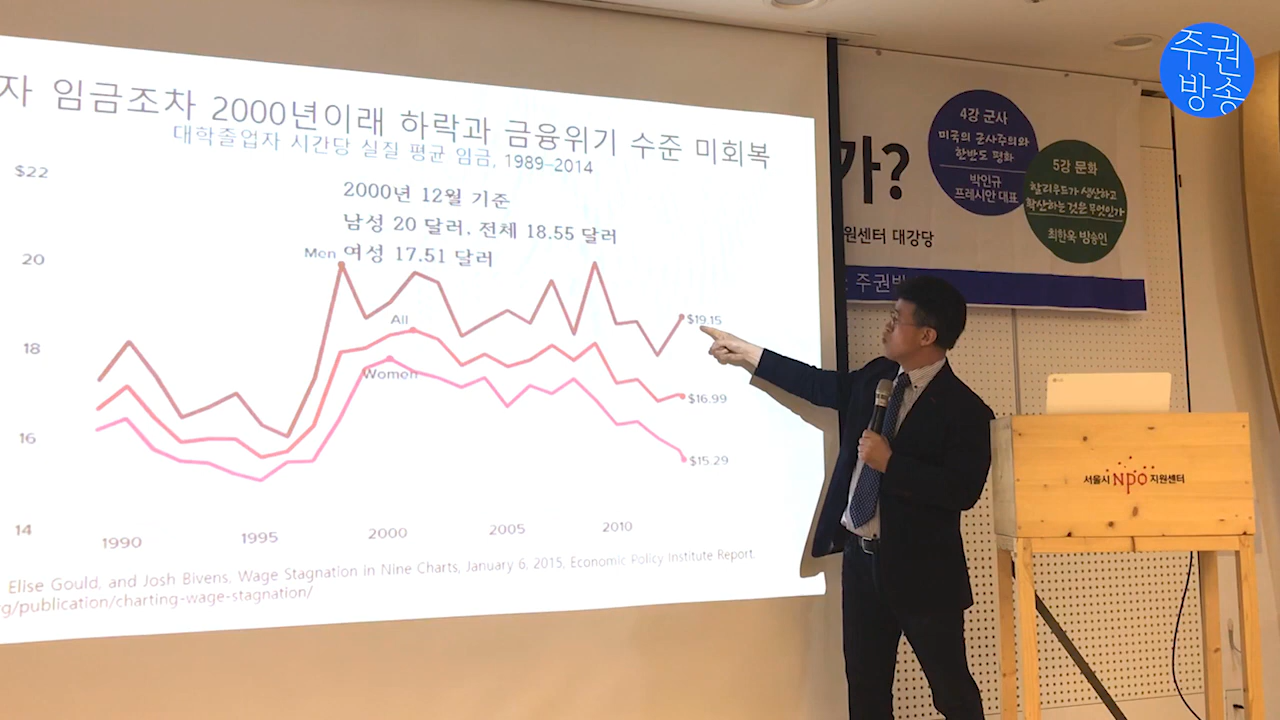 자 임금조차 2000년이래 하락과 금융위기 수준 미회복
대학졸업자 시간당 실질 평균 임금, 1989-2014
2000년 12월 기준
남성 20 달러, 전체 18.55 달러
여성 17.51 달러
$22
20
18
16
14
Men
All
Women
$19.15
$16.99
$15.29
1990
1995
2000
2005
2010
Elise Gould, and Josh Bivens, Wage Stagnation in Nine Charts, January 6, 2015, Economic Policy Institute Report.
rg/publication/charting-wage-stagnation/
가?
4강 군사
미국의 군사주의와
한반도 평화
박인규
프레시안 대표
5강 문화
할리우드가 생산하고
확산하는 것은 무엇인가
최한욱 방송인
원센터 대강당
주권방
주권
방송
LG
서울시 npo 지원센터